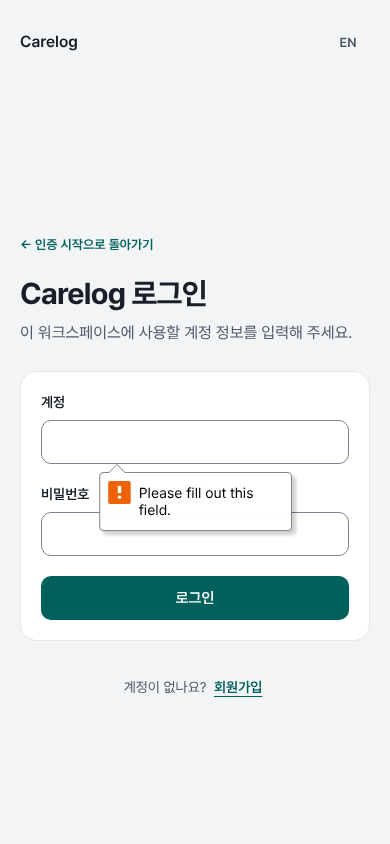 Carelog
EN
← 인증 시작으로 돌아가기
Carelog 로그인
이 워크스페이스에 사용할 계정 정보를 입력해 주세요.
계정
Please fill out this
field.
비밀번호
로그인
계정이 없나요? 회원가입